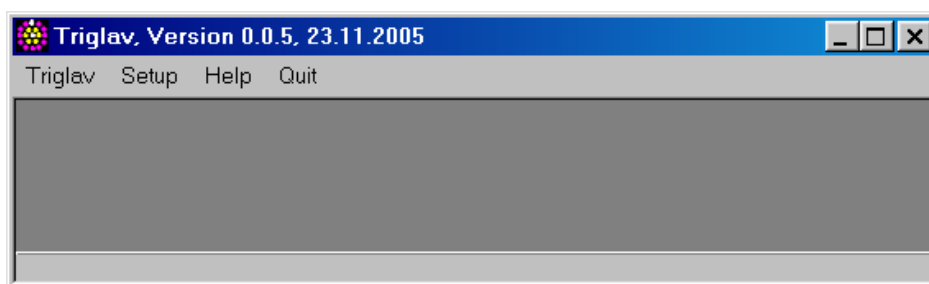 Triglav, Version 0.0.5, 23.11.2005
Triglav Setup Help Quit